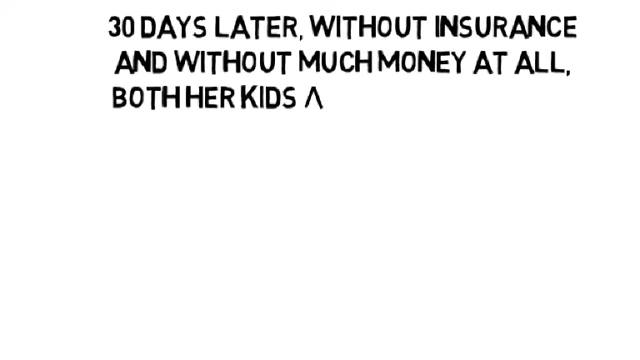 30 DAYS LATER, WITHOUT INSURANCE
AND WITHOUT MUCH MONEY AT ALL,
BOTH HER KIDS